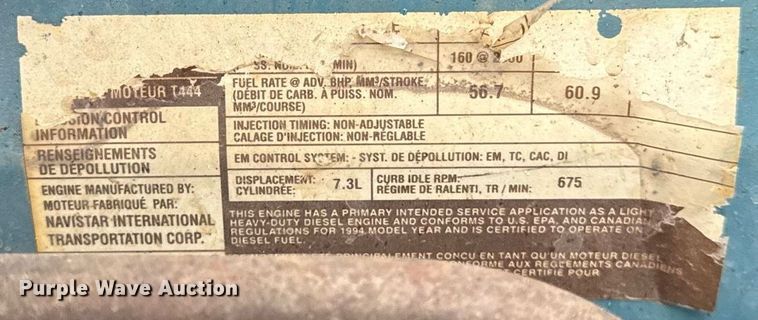 160 @
MIN)
FUEL RATE @ ADV. BHP, MM³/STROKE:
(DÉBIT DE CARB. À PUISS. NOM.
MM³/COURSE)
56.7
60.9
MOTEUR T444
CONTROL
INFORMATION
INJECTION TIMING: NON-ADJUSTABLE
CALAGE D'INJECTION: NON-RÉGLABLE
RENSEIGNEMENTS
DE DÉPOLLUTION
EM CONTROL SYSTEM: - SYST. DE DÉPOLLUTION: EM, TC, CAC, DI
ENGINE MANUFACTURED BY:
MOTEUR FABRIQUÉ PAR:
NAVISTAR INTERNATIONAL
TRANSPORTATION CORP.
DISPLACEMENT:
CYLINDRÉE: 7.3L
CURB IDLE RPM:
RÉGIME DE RALENTI, TR / MIN: 675
THIS ENGINE HAS A PRIMARY INTENDED SERVICE APPLICATION AS A LIGHT
HEAVY-DUTY DIESEL ENGINE AND CONFORMS TO U.S. EPA, AND CANADIAN
REGULATIONS FOR 1994 MODEL YEAR AND IS CERTIFIED TO OPERATE ON
DIESEL FUEL.
PRINCIPALEMENT CONÇU EN TANT QU'UN MOTEUR DIESEL
CONFORME AUX RÈGLEMENTS CANADIENS
EST CERTIFIÉ POUR
Purple Wave Auction